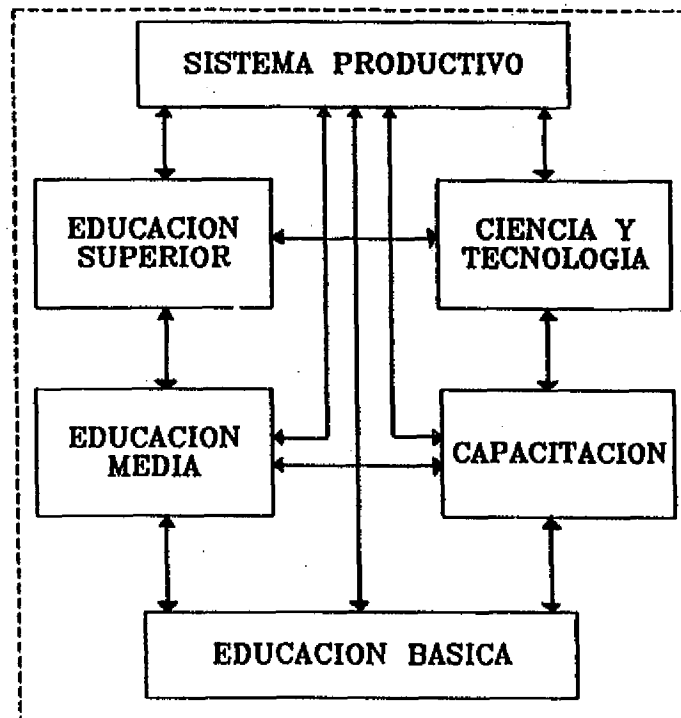 SISTEMA PRODUCTIVO
EDUCACION
SUPERIOR
CIENCIA Y
TECNOLOGIA
EDUCACION
MEDIA
CAPACITACION
EDUCACION BASICA